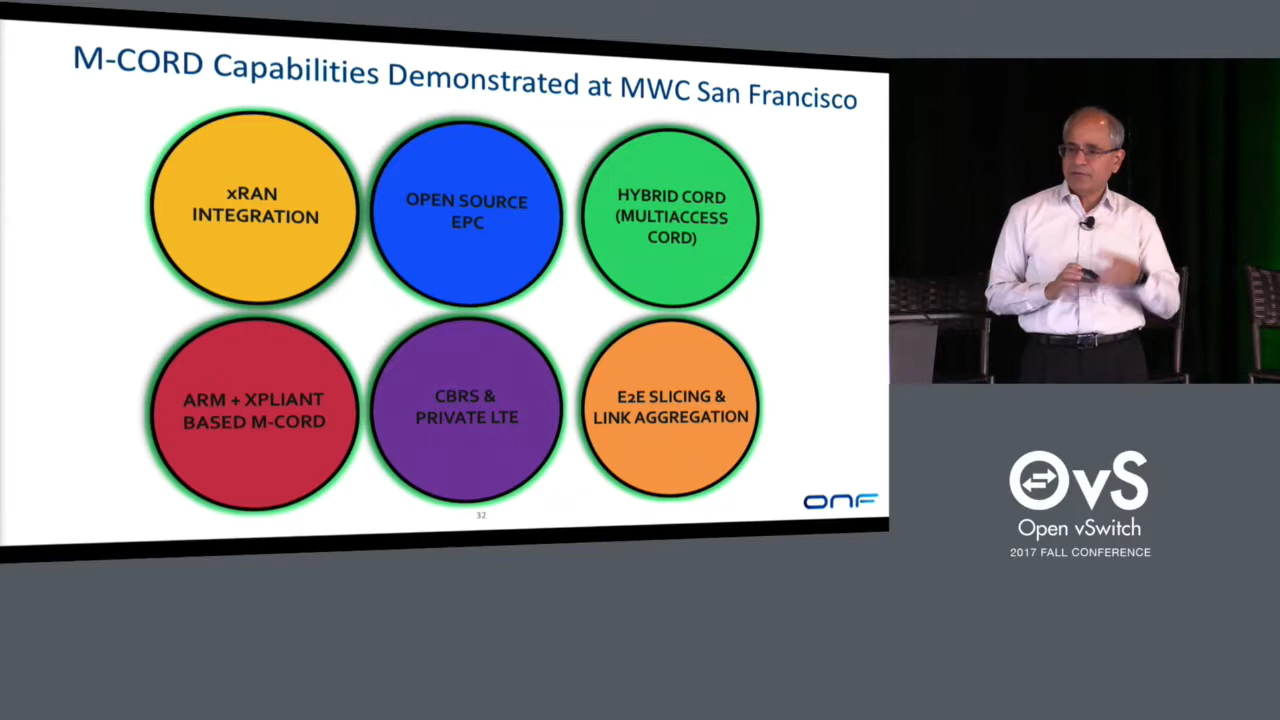 M-CORD Capabilities Demonstrated at MWC San Francisco
xRAN
INTEGRATION
OPEN SOURCE
EPC
HYBRID CORD
(MULTIACCESS
CORD)
ARM + XPLIANT
BASED M-CORD
CBRS &
PRIVATE LTE
E2E SLICING &
LINK AGGREGATION
32
ONF
OvS
Open vSwitch
2017 FALL CONFERENCE